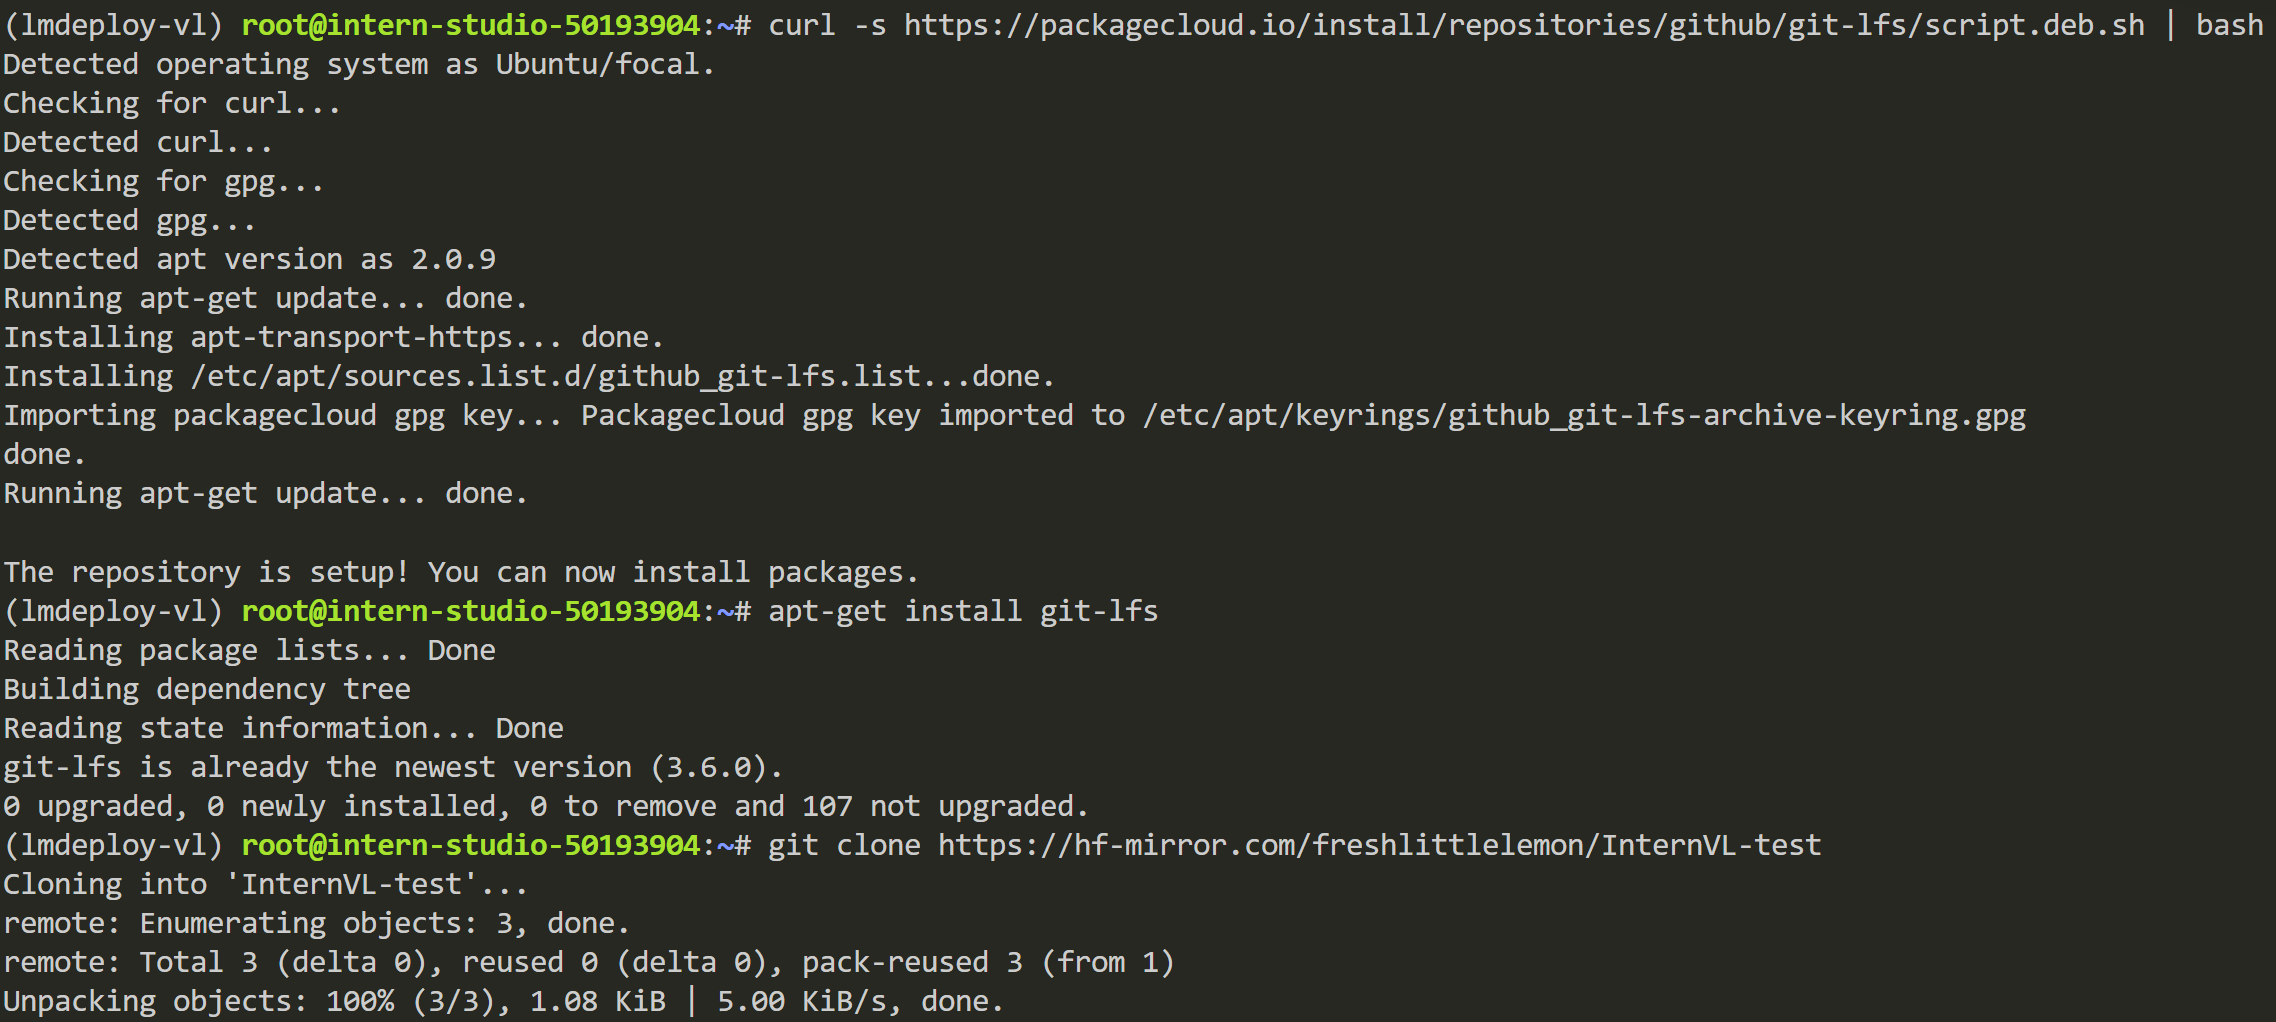 (lmdeploy-vl) root@intern-studio-50193904:~# curl -s https://packagecloud.io/install/repositories/github/git-lfs/script.deb.sh | bash
Detected operating system as Ubuntu/focal.
Checking for curl...
Detected curl...
Checking for gpg...
Detected gpg...
Detected apt version as 2.0.9
Running apt-get update... done.
Installing apt-transport-https... done.
Installing /etc/apt/sources.list.d/github_git-lfs.list...done.
Importing packagecloud gpg key... Packagecloud gpg key imported to /etc/apt/keyrings/github_git-lfs-archive-keyring.gpg
done.
Running apt-get update... done.
The repository is setup! You can now install packages.
(lmdeploy-vl) root@intern-studio-50193904:~# apt-get install git-lfs
Reading package lists... Done
Building dependency tree
Reading state information... Done
git-lfs is already the newest version (3.6.0).
0 upgraded, 0 newly installed, 0 to remove and 107 not upgraded.
(lmdeploy-vl) root@intern-studio-50193904:~# git clone https://hf-mirror.com/freshlittlelemon/InternVL-test
Cloning into 'InternVL-test'...
remote: Enumerating objects: 3, done.
remote: Total 3 (delta 0), reused 0 (delta 0), pack-reused 3 (from 1)
Unpacking objects: 100% (3/3), 1.08 KiB | 5.00 KiB/s, done.